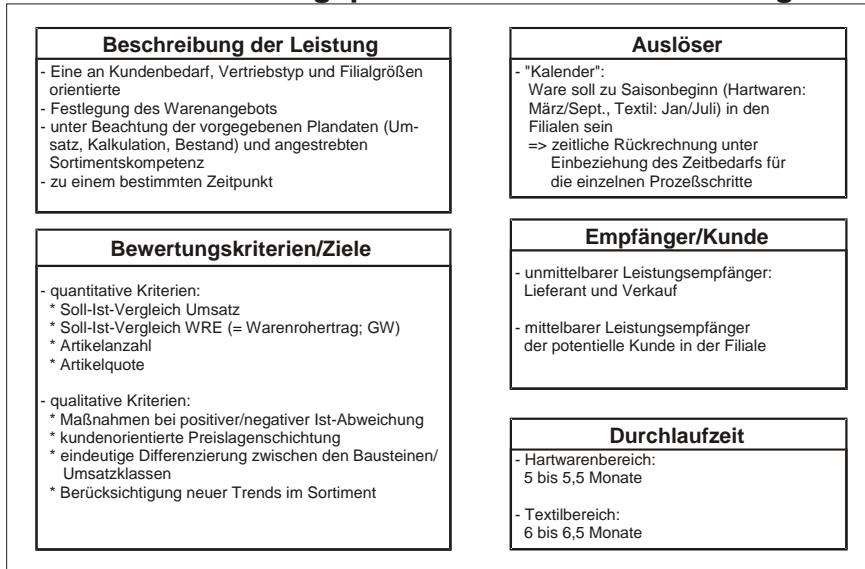 Beschreibung der Leistung
- Eine an Kundenbedarf, Vertriebstyp und Filialgrößen
orientierte
- Festlegung des Warenangebots
- unter Beachtung der vorgegebenen Plandaten (Um-
satz, Kalkulation, Bestand) und angestrebten
Sortimentskompetenz
- zu einem bestimmten Zeitpunkt
Auslöser
- "Kalender":
Ware soll zu Saisonbeginn (Hartwaren:
März/Sept., Textil: Jan/Juli) in den
Filialen sein
=> zeitliche Rückrechnung unter
Einbeziehung des Zeitbedarfs für
die einzelnen Prozeßschritte
Bewertungskriterien/Ziele
- quantitative Kriterien:
* Soll-Ist-Vergleich Umsatz
* Soll-Ist-Vergleich WRE (= Warenrohertrag; GW)
* Artikelanzahl
* Artikelquote
- qualitative Kriterien:
* Maßnahmen bei positiver/negativer Ist-Abweichung
* kundenorientierte Preislagenschichtung
* eindeutige Differenzierung zwischen den Bausteinen/
Umsatzklassen
* Berücksichtigung neuer Trends im Sortiment
Empfänger/Kunde
- unmittelbarer Leistungsempfänger:
Lieferant und Verkauf
- mittelbarer Leistungsempfänger
der potentielle Kunde in der Filiale
Durchlaufzeit
- Hartwarenbereich:
5 bis 5,5 Monate
- Textilbereich:
6 bis 6,5 Monate